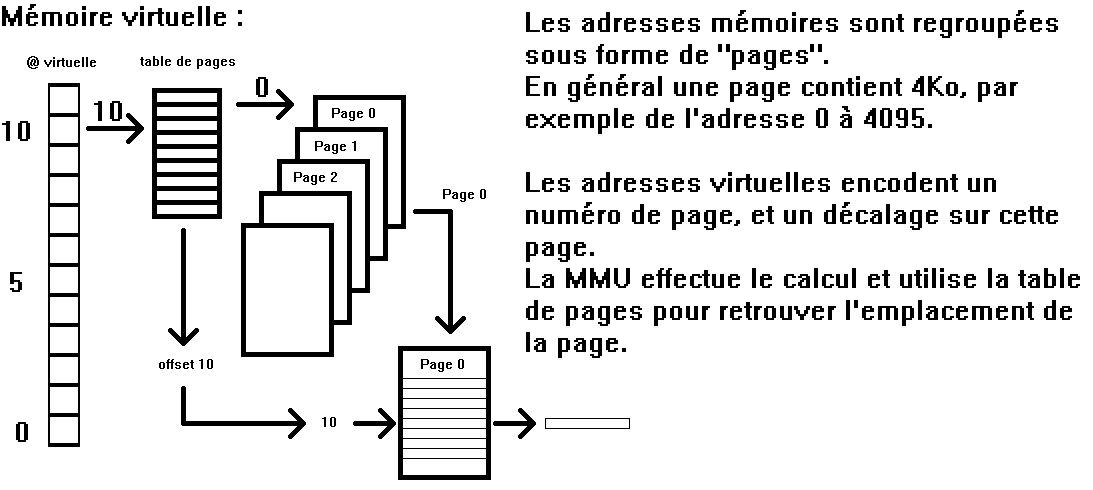 Mémoire virtuelle :
@ virtuelle
table de pages
10
10
5
0
0
Page 0
Page 1
Page 2
Page 0
offset 10
10
Page 0
Les adresses mémoires sont regroupées
sous forme de "pages".
En général une page contient 4Ko, par
exemple de l'adresse 0 à 4095.
Les adresses virtuelles encodent un
numéro de page, et un décalage sur cette
page.
La MMU effectue le calcul et utilise la table
de pages pour retrouver l'emplacement de
la page.